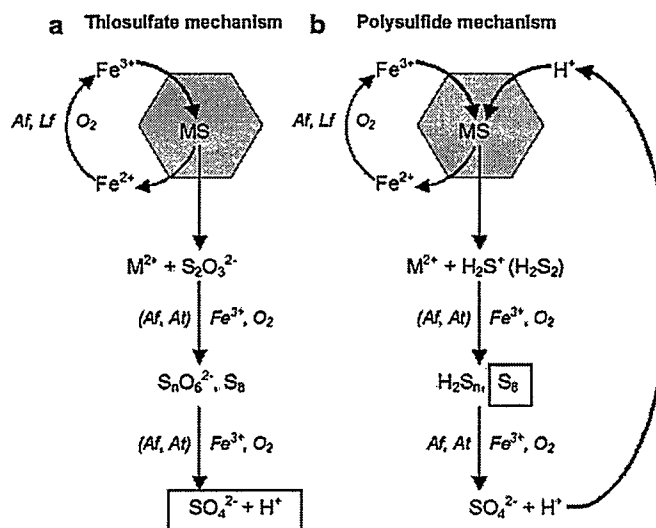 a Thiosulfate mechanism
Fe³⁺
Af, Lf
O₂
MS
Fe²⁺
M²⁺ + S₂O₃²⁻
(Af, At) Fe³⁺, O₂
SₙO₆²⁻, S₈
(Af, At) Fe³⁺, O₂
SO₄²⁻ + H⁺
b Polysulfide mechanism
Fe³⁺
H⁺
Af, Lf
O₂
MS
Fe²⁺
M²⁺ + H₂S⁺ (H₂S₂)
(Af, At) Fe³⁺, O₂
H₂Sₙ, S₈
Af, At Fe³⁺, O₂
SO₄²⁻ + H⁺